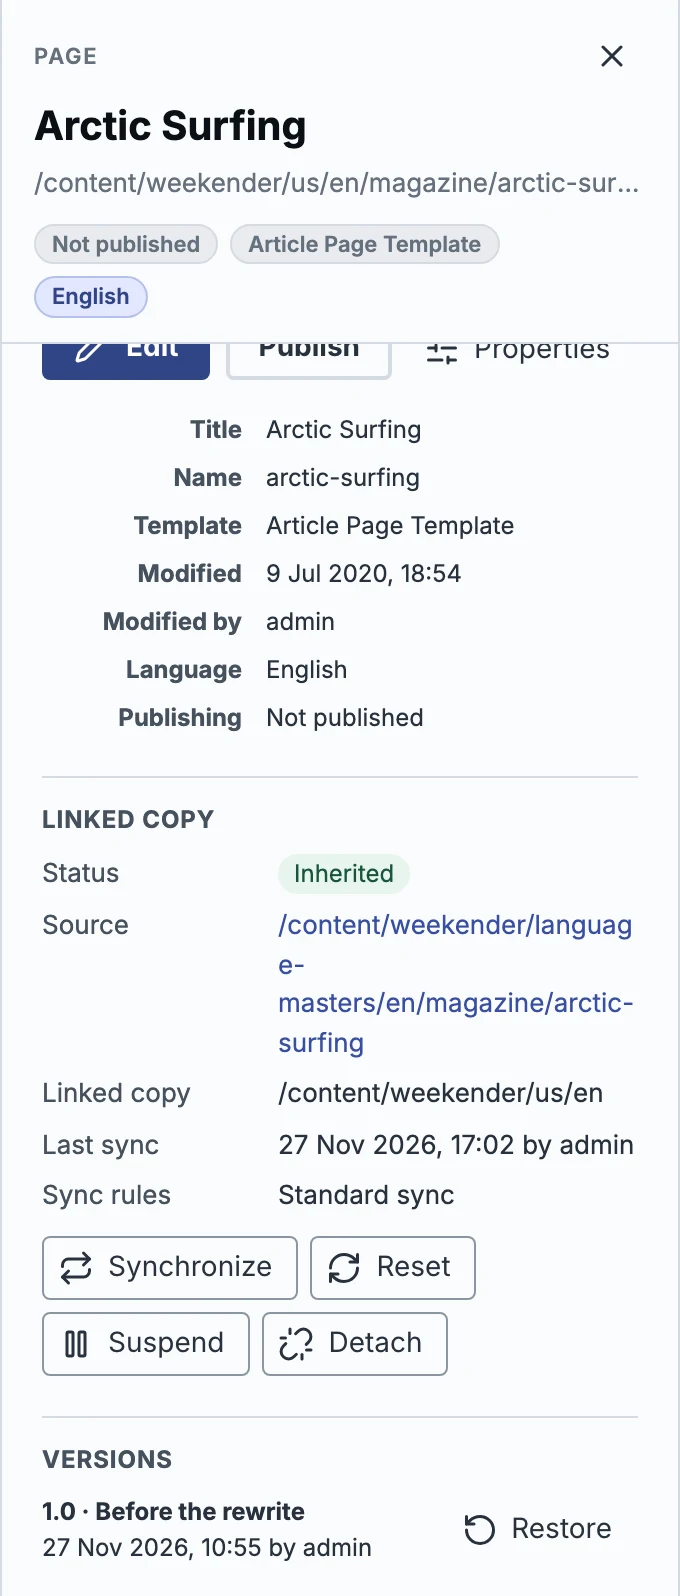 PAGE
Arctic Surfing
/content/weekender/us/en/magazine/arctic-sur...
Not published
Article Page Template
English
Edit
Publish
Properties
Title Arctic Surfing
Name arctic-surfing
Template Article Page Template
Modified 9 Jul 2020, 18:54
Modified by admin
Language English
Publishing Not published
LINKED COPY
Status Inherited
Source /content/weekender/languag
e-
masters/en/magazine/arctic-
surfing
Linked copy /content/weekender/us/en
Last sync 27 Nov 2026, 17:02 by admin
Sync rules Standard sync
Synchronize
Reset
Suspend
Detach
VERSIONS
1.0 · Before the rewrite
27 Nov 2026, 10:55 by admin
Restore